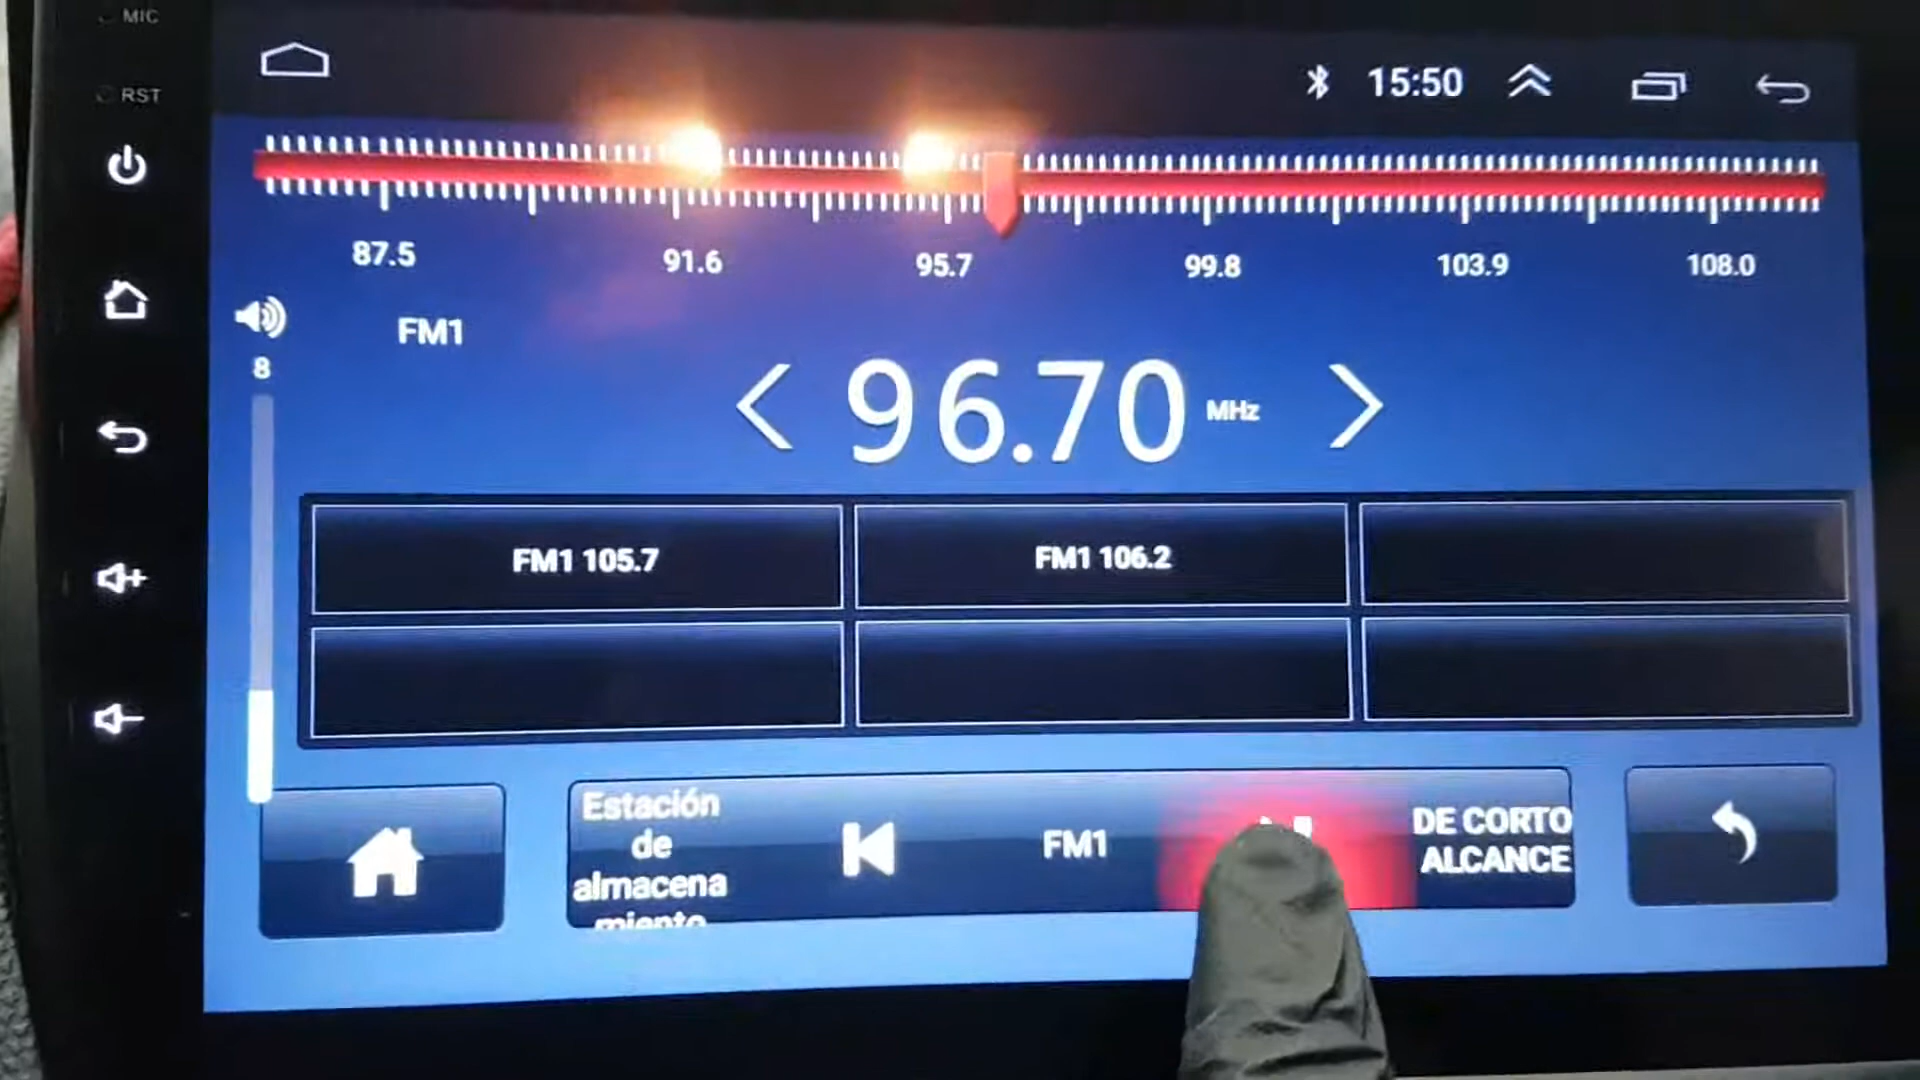 MIC
RST
15:50
87.5 91.6 95.7 99.8 103.9 108.0
8
FM1
96.70 MHz
FM1 105.7
FM1 106.2
Estación
de
almacena
miento
FM1
DE CORTO
ALCANCE